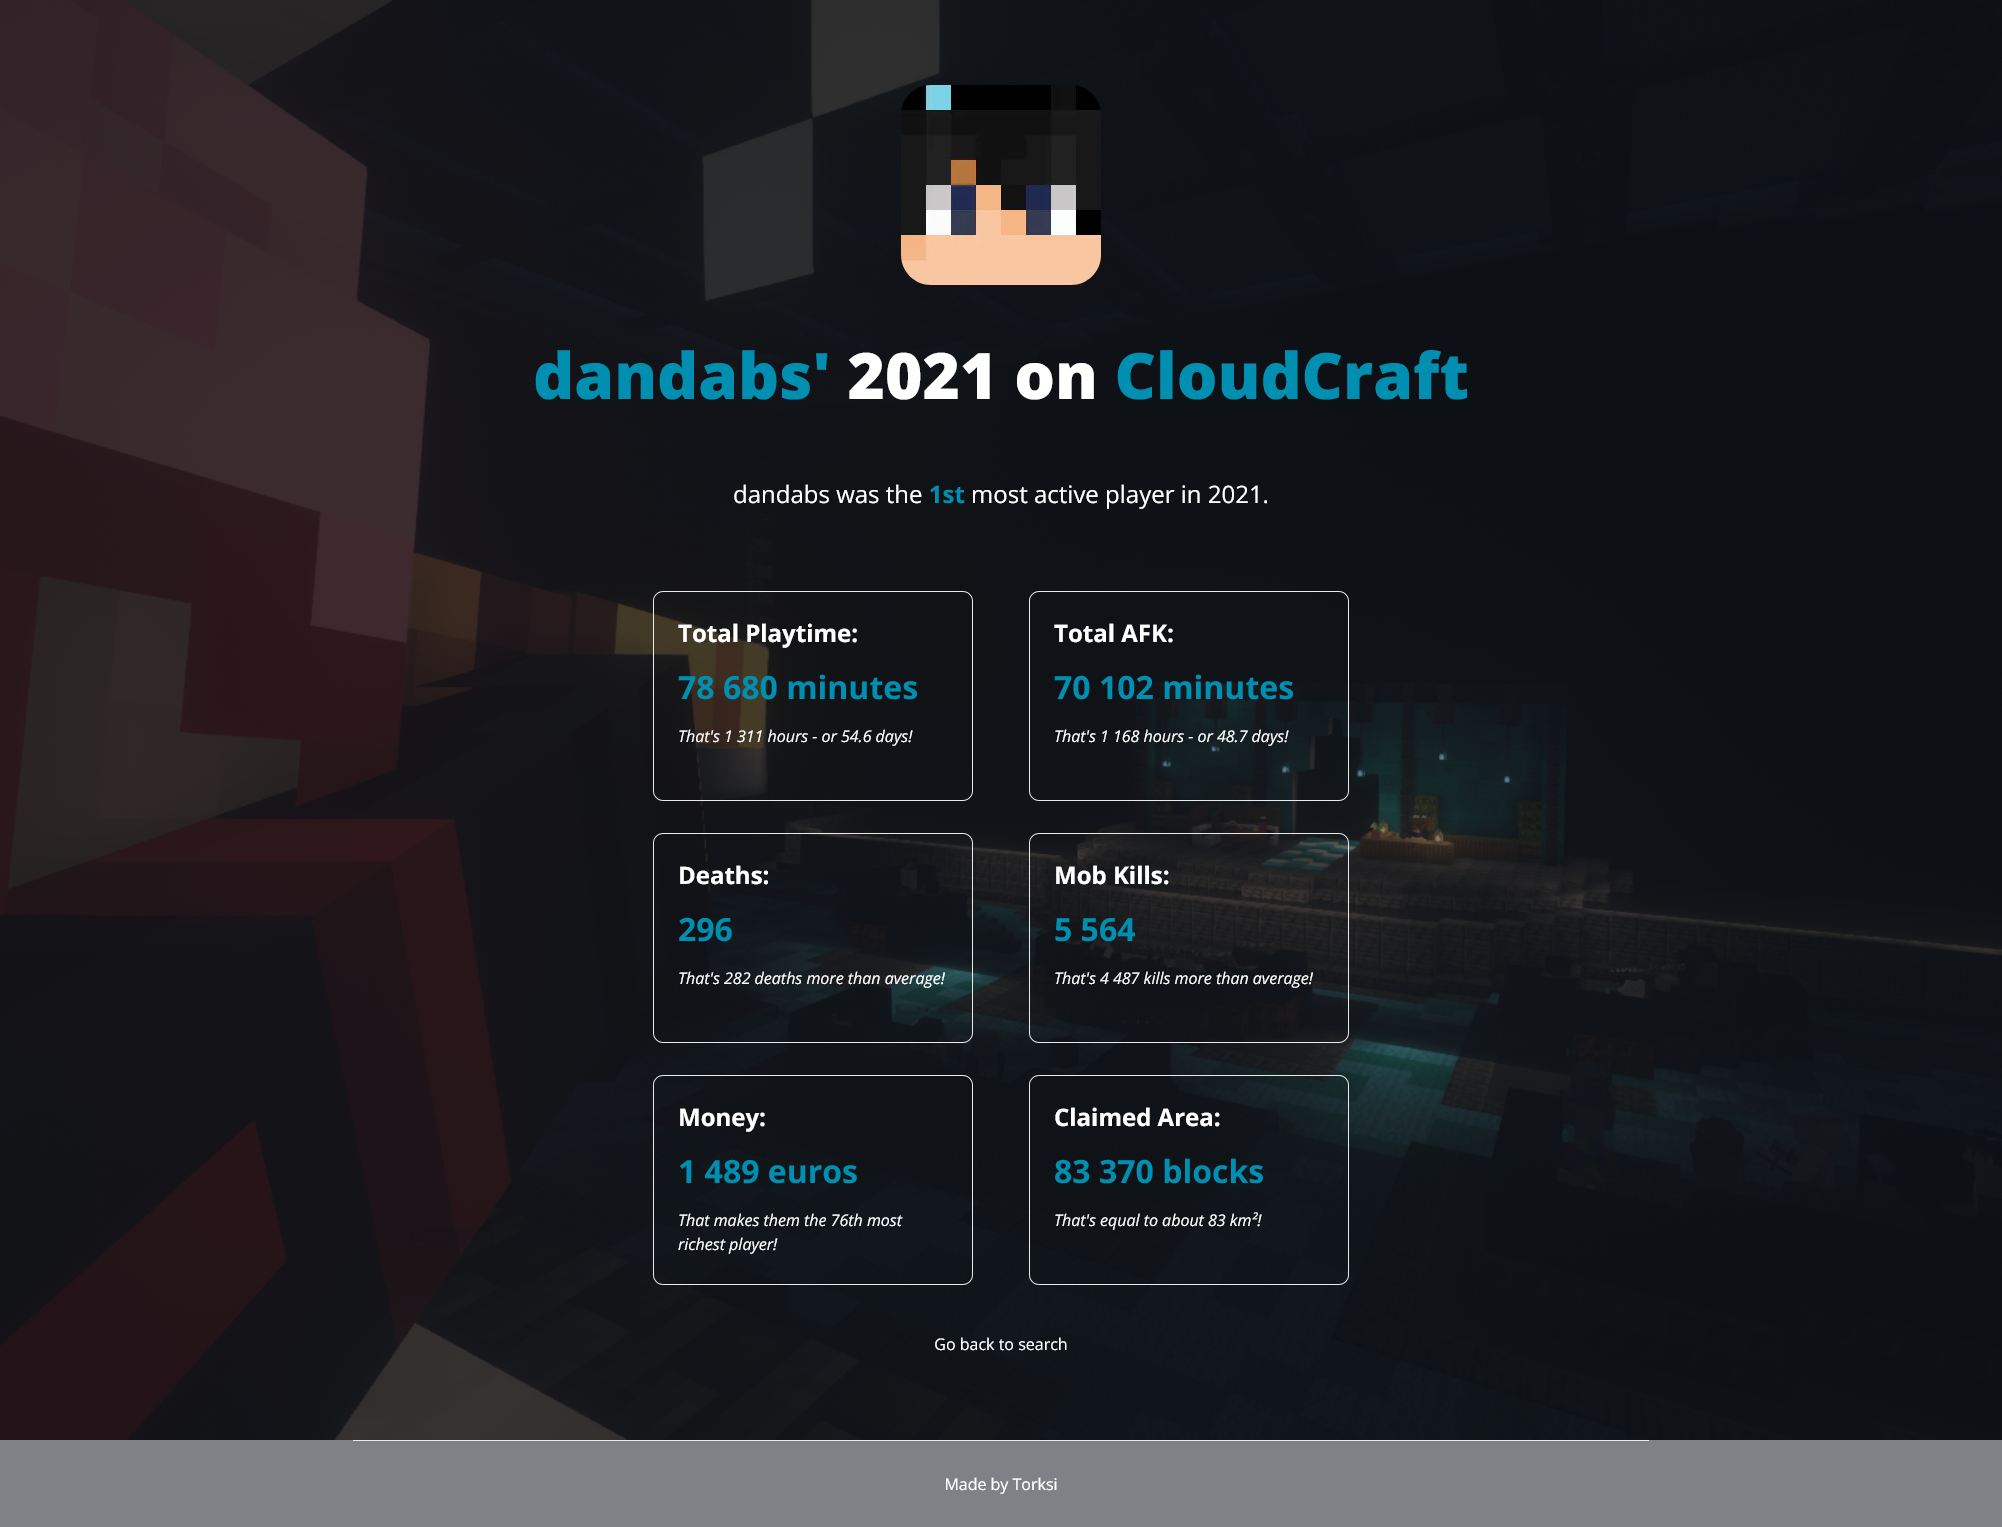 dandabs' 2021 on CloudCraft
dandabs was the 1st most active player in 2021.
Total Playtime:
78 680 minutes
That's 1 311 hours - or 54.6 days!
Total AFK:
70 102 minutes
That's 1 168 hours - or 48.7 days!
Deaths:
296
That's 282 deaths more than average!
Mob Kills:
5 564
That's 4 487 kills more than average!
Money:
1 489 euros
That makes them the 76th most
richest player!
Claimed Area:
83 370 blocks
That's equal to about 83 km²!
Go back to search
Made by Torksi